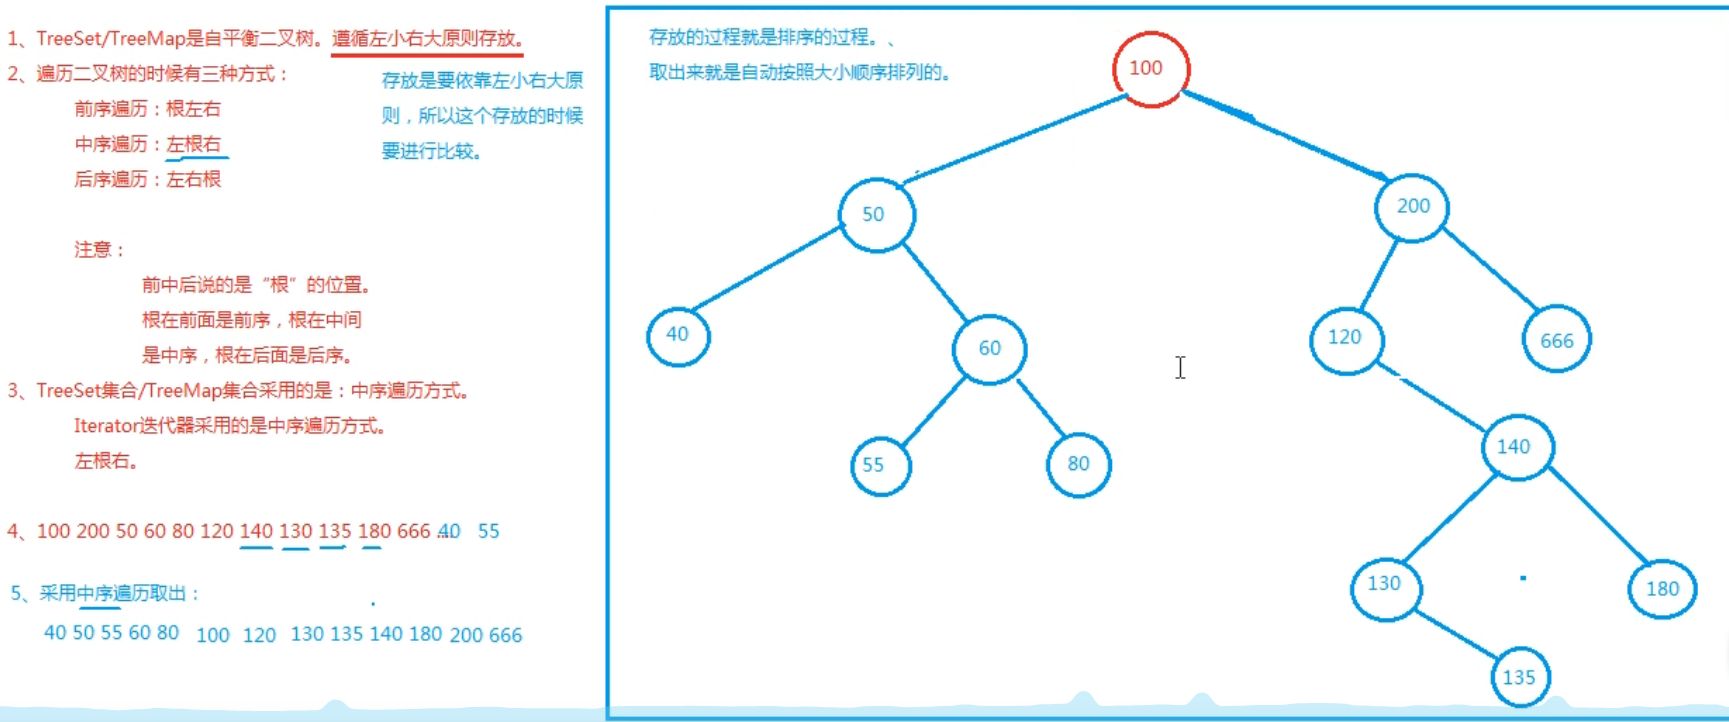 1、TreeSet/TreeMap是自平衡二叉树。遵循左小右大原则存放。
2、遍历二叉树的时候有三种方式：
前序遍历：根左右
中序遍历：左根右
后序遍历：左右根
存放是要依靠左小右大原
则，所以这个存放的时候
要进行比较。
注意：
前中后说的是“根”的位置。
根在前面是前序，根在中间
是中序，根在后面是后序。
3、TreeSet集合/TreeMap集合采用的是：中序遍历方式。
Iterator迭代器采用的是中序遍历方式。
左根右。
4、100 200 50 60 80 120 140 130 135 180 666 ... 40 55
5、采用中序遍历取出：
40 50 55 60 80 100 120 130 135 140 180 200 666
存放的过程就是排序的过程。、
取出来就是自动按照大小顺序排列的。
100
50
200
40
60
120
666
55
80
140
130
180
135